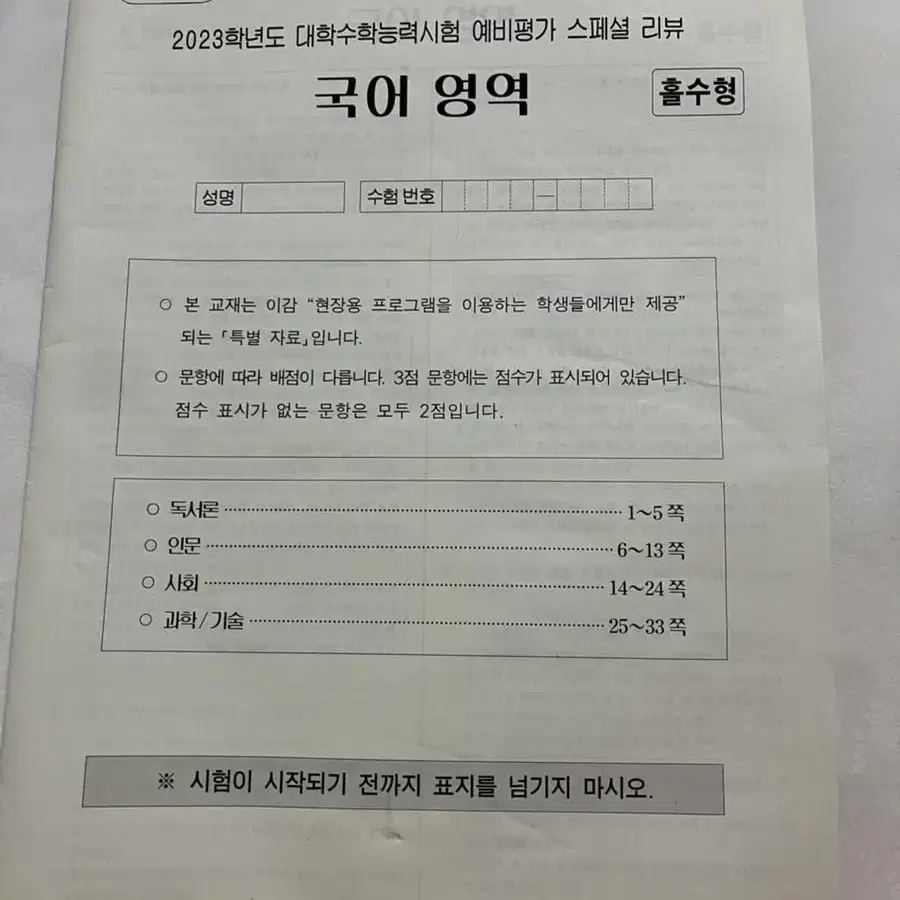 2023학년도 대학수학능력시험 예비평가 스페셜 리뷰
국어 영역
홀수형
성명
수험 번호 —
○ 본 교재는 이감 “현장용 프로그램을 이용하는 학생들에게만 제공”
되는 「특별 자료」입니다.
○ 문항에 따라 배점이 다릅니다. 3점 문항에는 점수가 표시되어 있습니다.
점수 표시가 없는 문항은 모두 2점입니다.
○ 독서론 ································ 1～5 쪽
○ 인문 ································ 6～13 쪽
○ 사회 ································ 14～24 쪽
○ 과학/기술 ································ 25～33 쪽
※ 시험이 시작되기 전까지 표지를 넘기지 마시오.